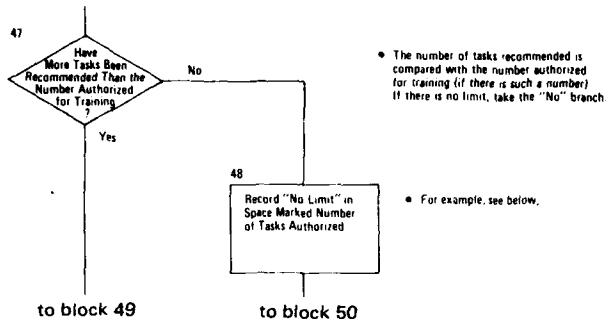 47
Have
More Tasks Been
Recommended Than the
Number Authorized
for Training
?
No
Yes
• The number of tasks recommended is
compared with the number authorized
for training (if there is such a number)
If there is no limit, take the "No" branch.
48
Record "No Limit" in
Space Marked Number
of Tasks Authorized
• For example, see below.
to block 49
to block 50